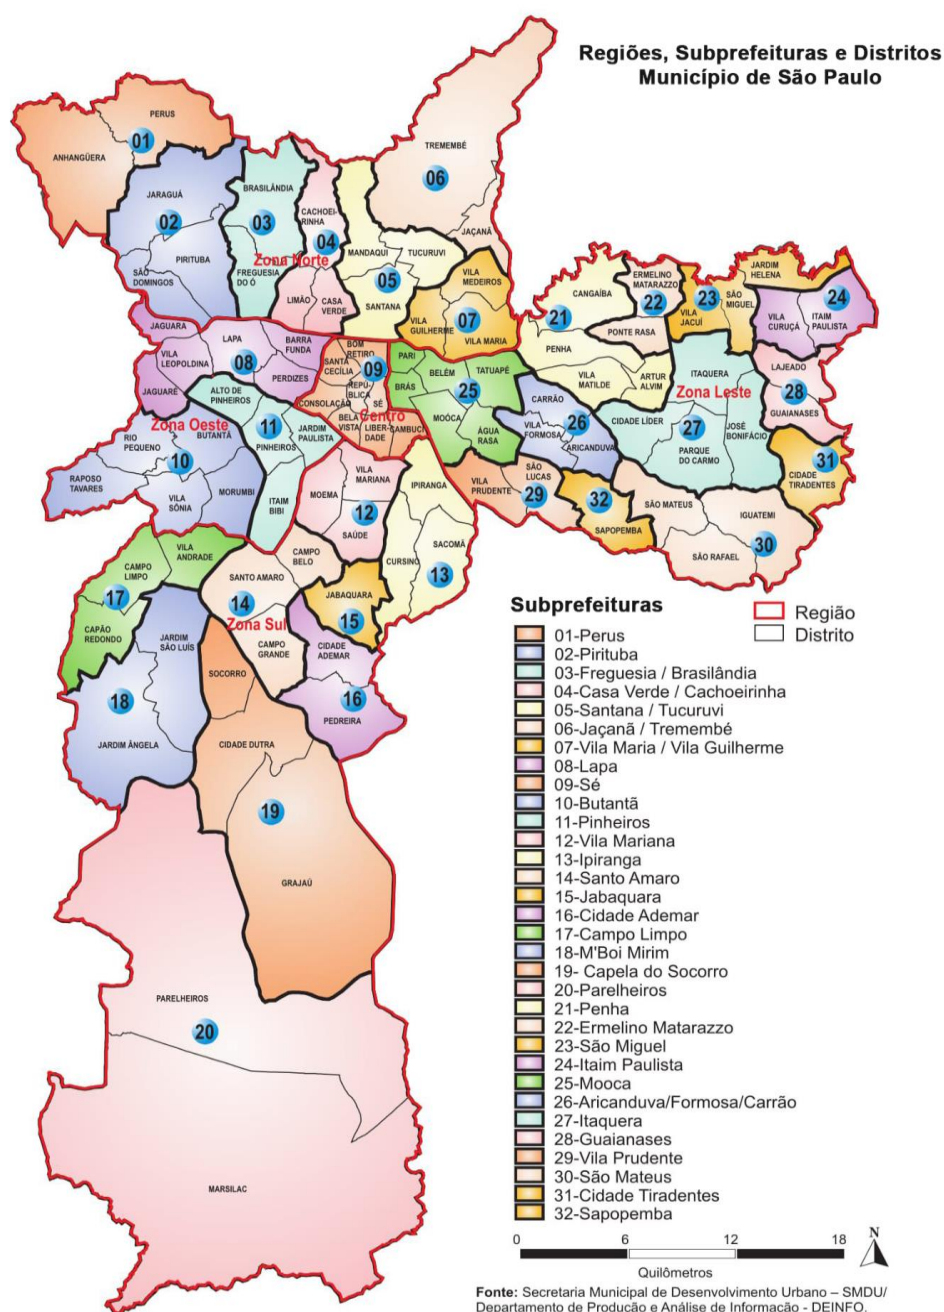 Regiões, Subprefeituras e Distritos
Município de São Paulo
PERUS
01
ANHANGÜERA
TREMEMBÉ
06
JAÇANÃ
JARAGUÁ
02
PIRITUBA
SÃO
DOMINGOS
BRASILÂNDIA
03
Zona Norte
FREGUESIA
DO Ó
CACHOEI-
RINHA
04
LIMÃO
CASA
VERDE
MANDAQUI
TUCURUVI
05
SANTANA
VILA
MEDEIROS
VILA
GUILHERME
07
VILA MARIA
CANGAÍBA
21
PENHA
VILA
MATILDE
ARTUR
ALVIM
ERMELINO
MATARAZZO
22
PONTE RASA
23
VILA
JACUÍ
SÃO
MIGUEL
JARDIM
HELENA
24
VILA
CURUÇÁ
ITAIM
PAULISTA
JAGUARA
LAPA
BARRA
FUNDA
VILA
LEOPOLDINA
08
PERDIZES
JAGUARÉ
BOM
RETIRO
SANTA
CECÍLIA
09
REPÚ-
BLICA
SÉ
CONSOLAÇÃO
Centro
BELA
VISTA
LIBER-
DADE
CAMBUCI
PARI
BELÉM
TATUAPÉ
BRÁS
25
MOÓCA
ÁGUA
RASA
CARRÃO
VILA
FORMOSA
26
ARICANDUVA
ITAQUERA
Zona Leste
CIDADE LÍDER
27
JOSÉ
BONIFÁCIO
PARQUE
DO CARMO
LAJEADO
28
GUAIANASES
31
CIDADE
TIRADENTES
ALTO DE
PINHEIROS
11
PINHEIROS
JARDIM
PAULISTA
ITAIM
BIBI
Zona Oeste
RIO
PEQUENO
BUTANTÃ
10
RAPOSO
TAVARES
VILA
SÔNIA
MORUMBI
MOEMA
VILA
MARIANA
12
SAÚDE
IPIRANGA
CURSINO
SACOMÃ
13
VILA
PRUDENTE
SÃO
LUCAS
29
32
SAPOPEMBA
SÃO MATEUS
IGUATEMI
SÃO RAFAEL
30
VILA
ANDRADE
CAMPO
LIMPO
17
CAPÃO
REDONDO
CAMPO
BELO
SANTO AMARO
14
Zona Sul
CAMPO
GRANDE
JABAQUARA
15
CIDADE
ADEMAR
16
PEDREIRA
JARDIM
SÃO LUÍS
18
JARDIM ÂNGELA
SOCORRO
CIDADE DUTRA
19
GRAJAÚ
PARELHEIROS
20
MARSILAC
Subprefeituras
Região
Distrito
01-Perus
02-Pirituba
03-Freguesia / Brasilândia
04-Casa Verde / Cachoeirinha
05-Santana / Tucuruvi
06-Jaçanã / Tremembé
07-Vila Maria / Vila Guilherme
08-Lapa
09-Sé
10-Butantã
11-Pinheiros
12-Vila Mariana
13-Ipiranga
14-Santo Amaro
15-Jabaquara
16-Cidade Ademar
17-Campo Limpo
18-M'Boi Mirim
19- Capela do Socorro
20-Parelheiros
21-Penha
22-Ermelino Matarazzo
23-São Miguel
24-Itaim Paulista
25-Mooca
26-Aricanduva/Formosa/Carrão
27-Itaquera
28-Guaianases
29-Vila Prudente
30-São Mateus
31-Cidade Tiradentes
32-Sapopemba
0 6 12 18
Quilômetros
N
Fonte: Secretaria Municipal de Desenvolvimento Urbano – SMDU/
Departamento de Produção e Análise de Informação - DEINFO.